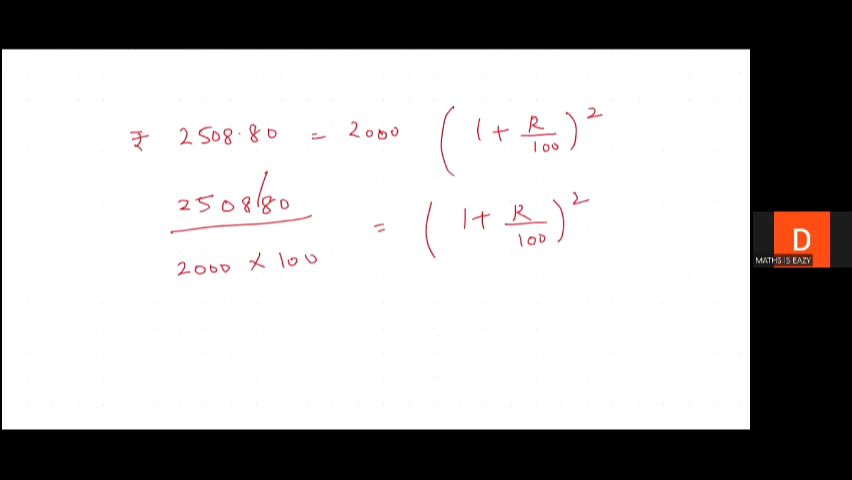 ₹ 2508.80 = 2000 (1 + R/100)²
250880/2000 × 100 = (1 + R/100)²
D
MATHS IS EAZY